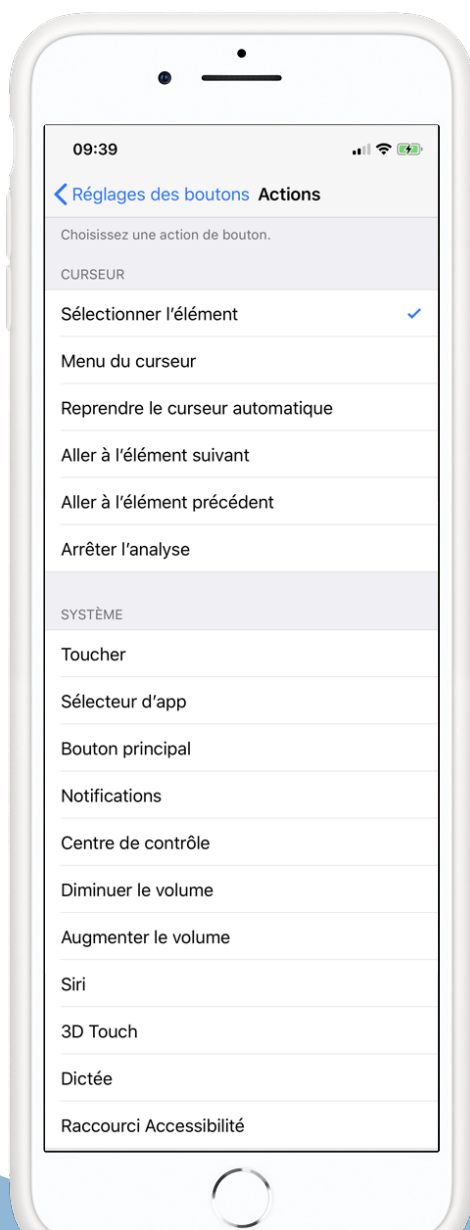 09:39
Réglages des boutons Actions
Choisissez une action de bouton.
CURSEUR
Sélectionner l'élément
Menu du curseur
Reprendre le curseur automatique
Aller à l'élément suivant
Aller à l'élément précédent
Arrêter l'analyse
SYSTÈME
Toucher
Sélecteur d'app
Bouton principal
Notifications
Centre de contrôle
Diminuer le volume
Augmenter le volume
Siri
3D Touch
Dictée
Raccourci Accessibilité